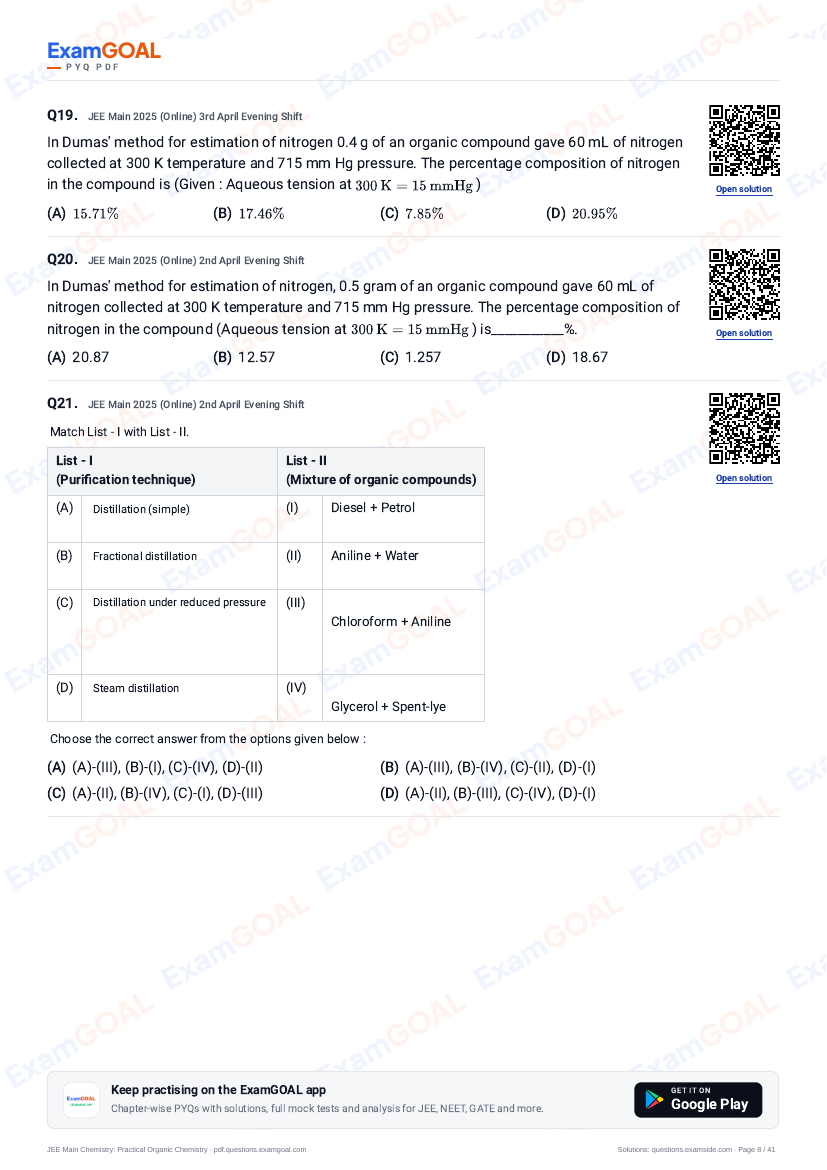 ExamGOAL
PYQ PDF
Q19. JEE Main 2025 (Online) 3rd April Evening Shift
In Dumas' method for estimation of nitrogen 0.4 g of an organic compound gave 60 mL of nitrogen
collected at 300 K temperature and 715 mm Hg pressure. The percentage composition of nitrogen
in the compound is (Given : Aqueous tension at 300 K = 15 mmHg )
(A) 15.71% (B) 17.46% (C) 7.85% (D) 20.95%
Open solution
Q20. JEE Main 2025 (Online) 2nd April Evening Shift
In Dumas' method for estimation of nitrogen, 0.5 gram of an organic compound gave 60 mL of
nitrogen collected at 300 K temperature and 715 mm Hg pressure. The percentage composition of
nitrogen in the compound (Aqueous tension at 300 K = 15 mmHg ) is___________%.
(A) 20.87 (B) 12.57 (C) 1.257 (D) 18.67
Open solution
Q21. JEE Main 2025 (Online) 2nd April Evening Shift
Match List - I with List - II.
Open solution
List - I List - II
(Purification technique) (Mixture of organic compounds)
(A) Distillation (simple) (I) Diesel + Petrol
(B) Fractional distillation (II) Aniline + Water
(C) Distillation under reduced pressure (III) Chloroform + Aniline
(D) Steam distillation (IV) Glycerol + Spent-lye
Choose the correct answer from the options given below :
(A) (A)-(III), (B)-(I), (C)-(IV), (D)-(II) (B) (A)-(III), (B)-(IV), (C)-(II), (D)-(I)
(C) (A)-(II), (B)-(IV), (C)-(I), (D)-(III) (D) (A)-(II), (B)-(III), (C)-(IV), (D)-(I)
ExamGOAL
Keep practising on the ExamGOAL app
Chapter-wise PYQs with solutions, full mock tests and analysis for JEE, NEET, GATE and more.
GET IT ON
Google Play
JEE Main Chemistry: Practical Organic Chemistry · pdf.questions.examgoal.com Solutions: questions.examside.com · Page 8 / 41